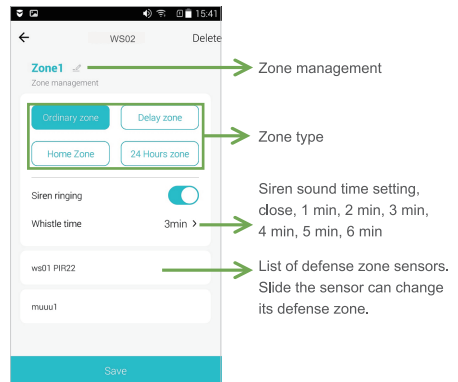 15:41
WS02 Delete
Zone1
Zone management
Zone management
Ordinary zone Delay zone
Home Zone 24 Hours zone
Zone type
Siren ringing
Whistle time 3min >
Siren sound time setting,
close, 1 min, 2 min, 3 min,
4 min, 5 min, 6 min
ws01 PIR22
muuu1
List of defense zone sensors.
Slide the sensor can change
its defense zone.
Save